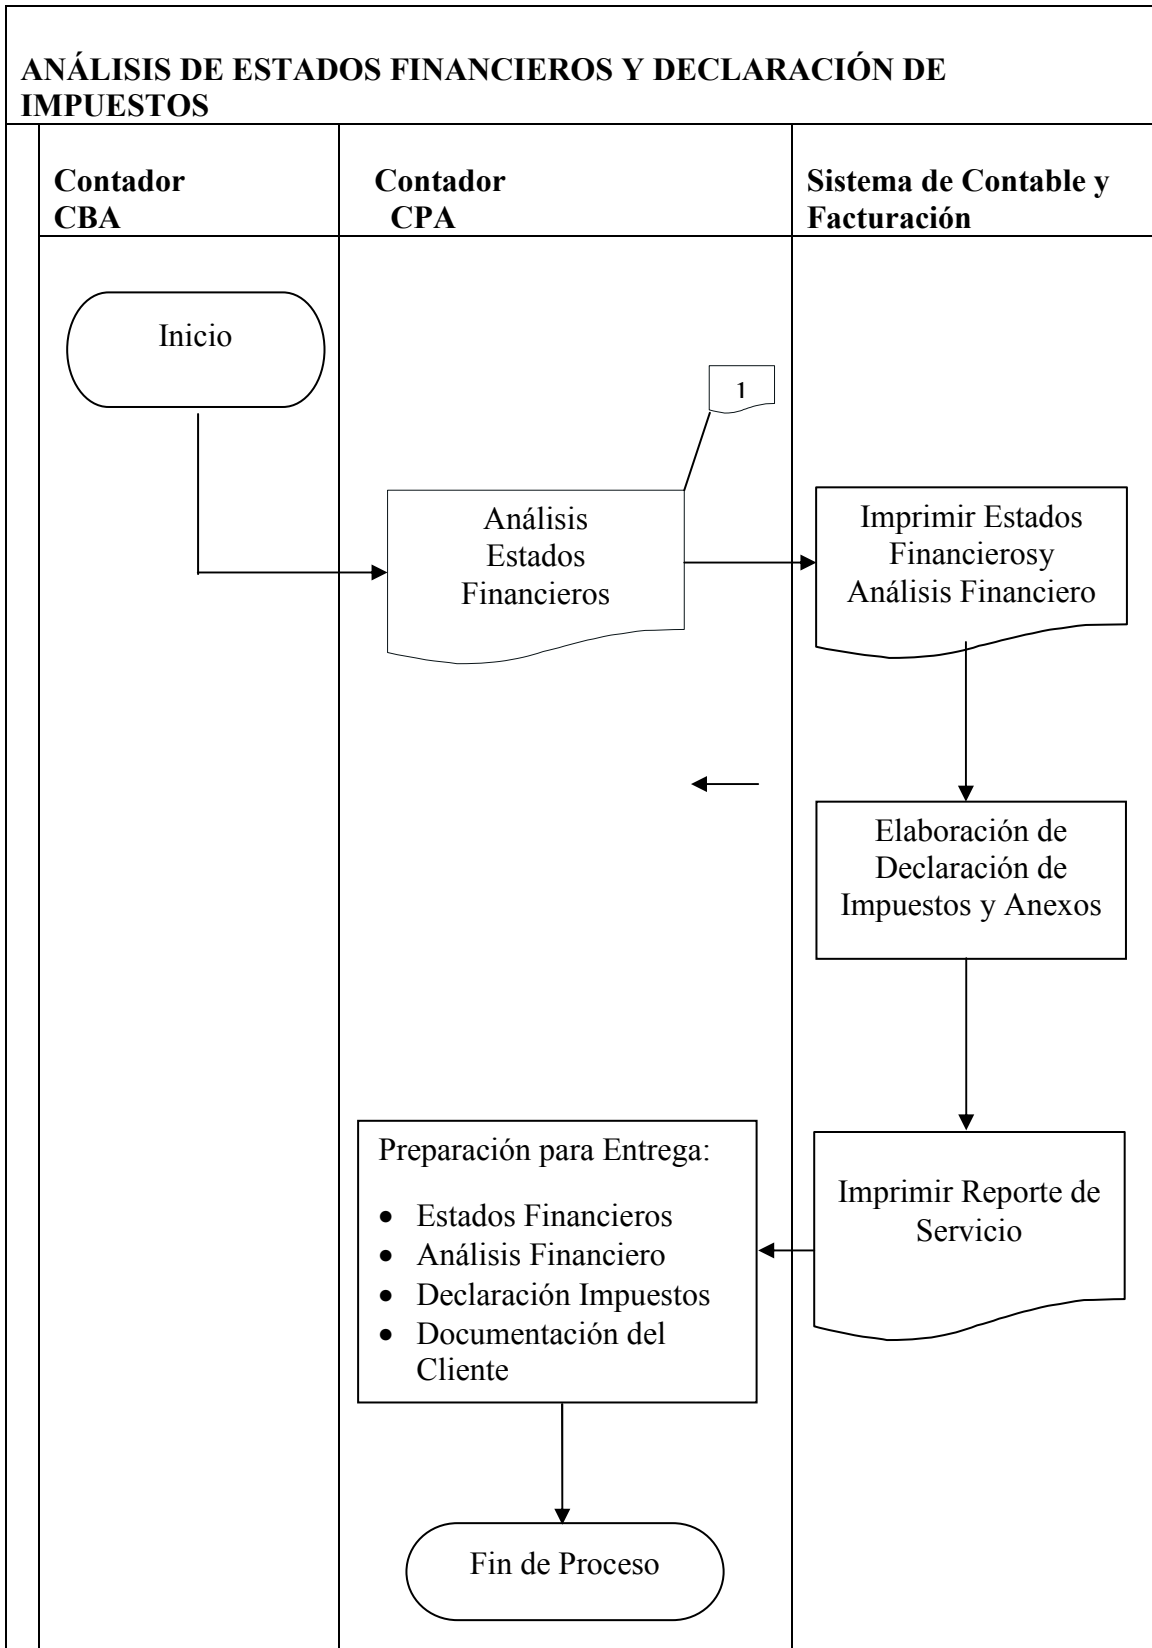 ANÁLISIS DE ESTADOS FINANCIEROS Y DECLARACIÓN DE
IMPUESTOS
Contador
CBA
Contador
CPA
Sistema de Contable y
Facturación
Inicio
1
Análisis
Estados
Financieros
Imprimir Estados
Financierosy
Análisis Financiero
Elaboración de
Declaración de
Impuestos y Anexos
Imprimir Reporte de
Servicio
Preparación para Entrega:
• Estados Financieros
• Análisis Financiero
• Declaración Impuestos
• Documentación del
Cliente
Fin de Proceso